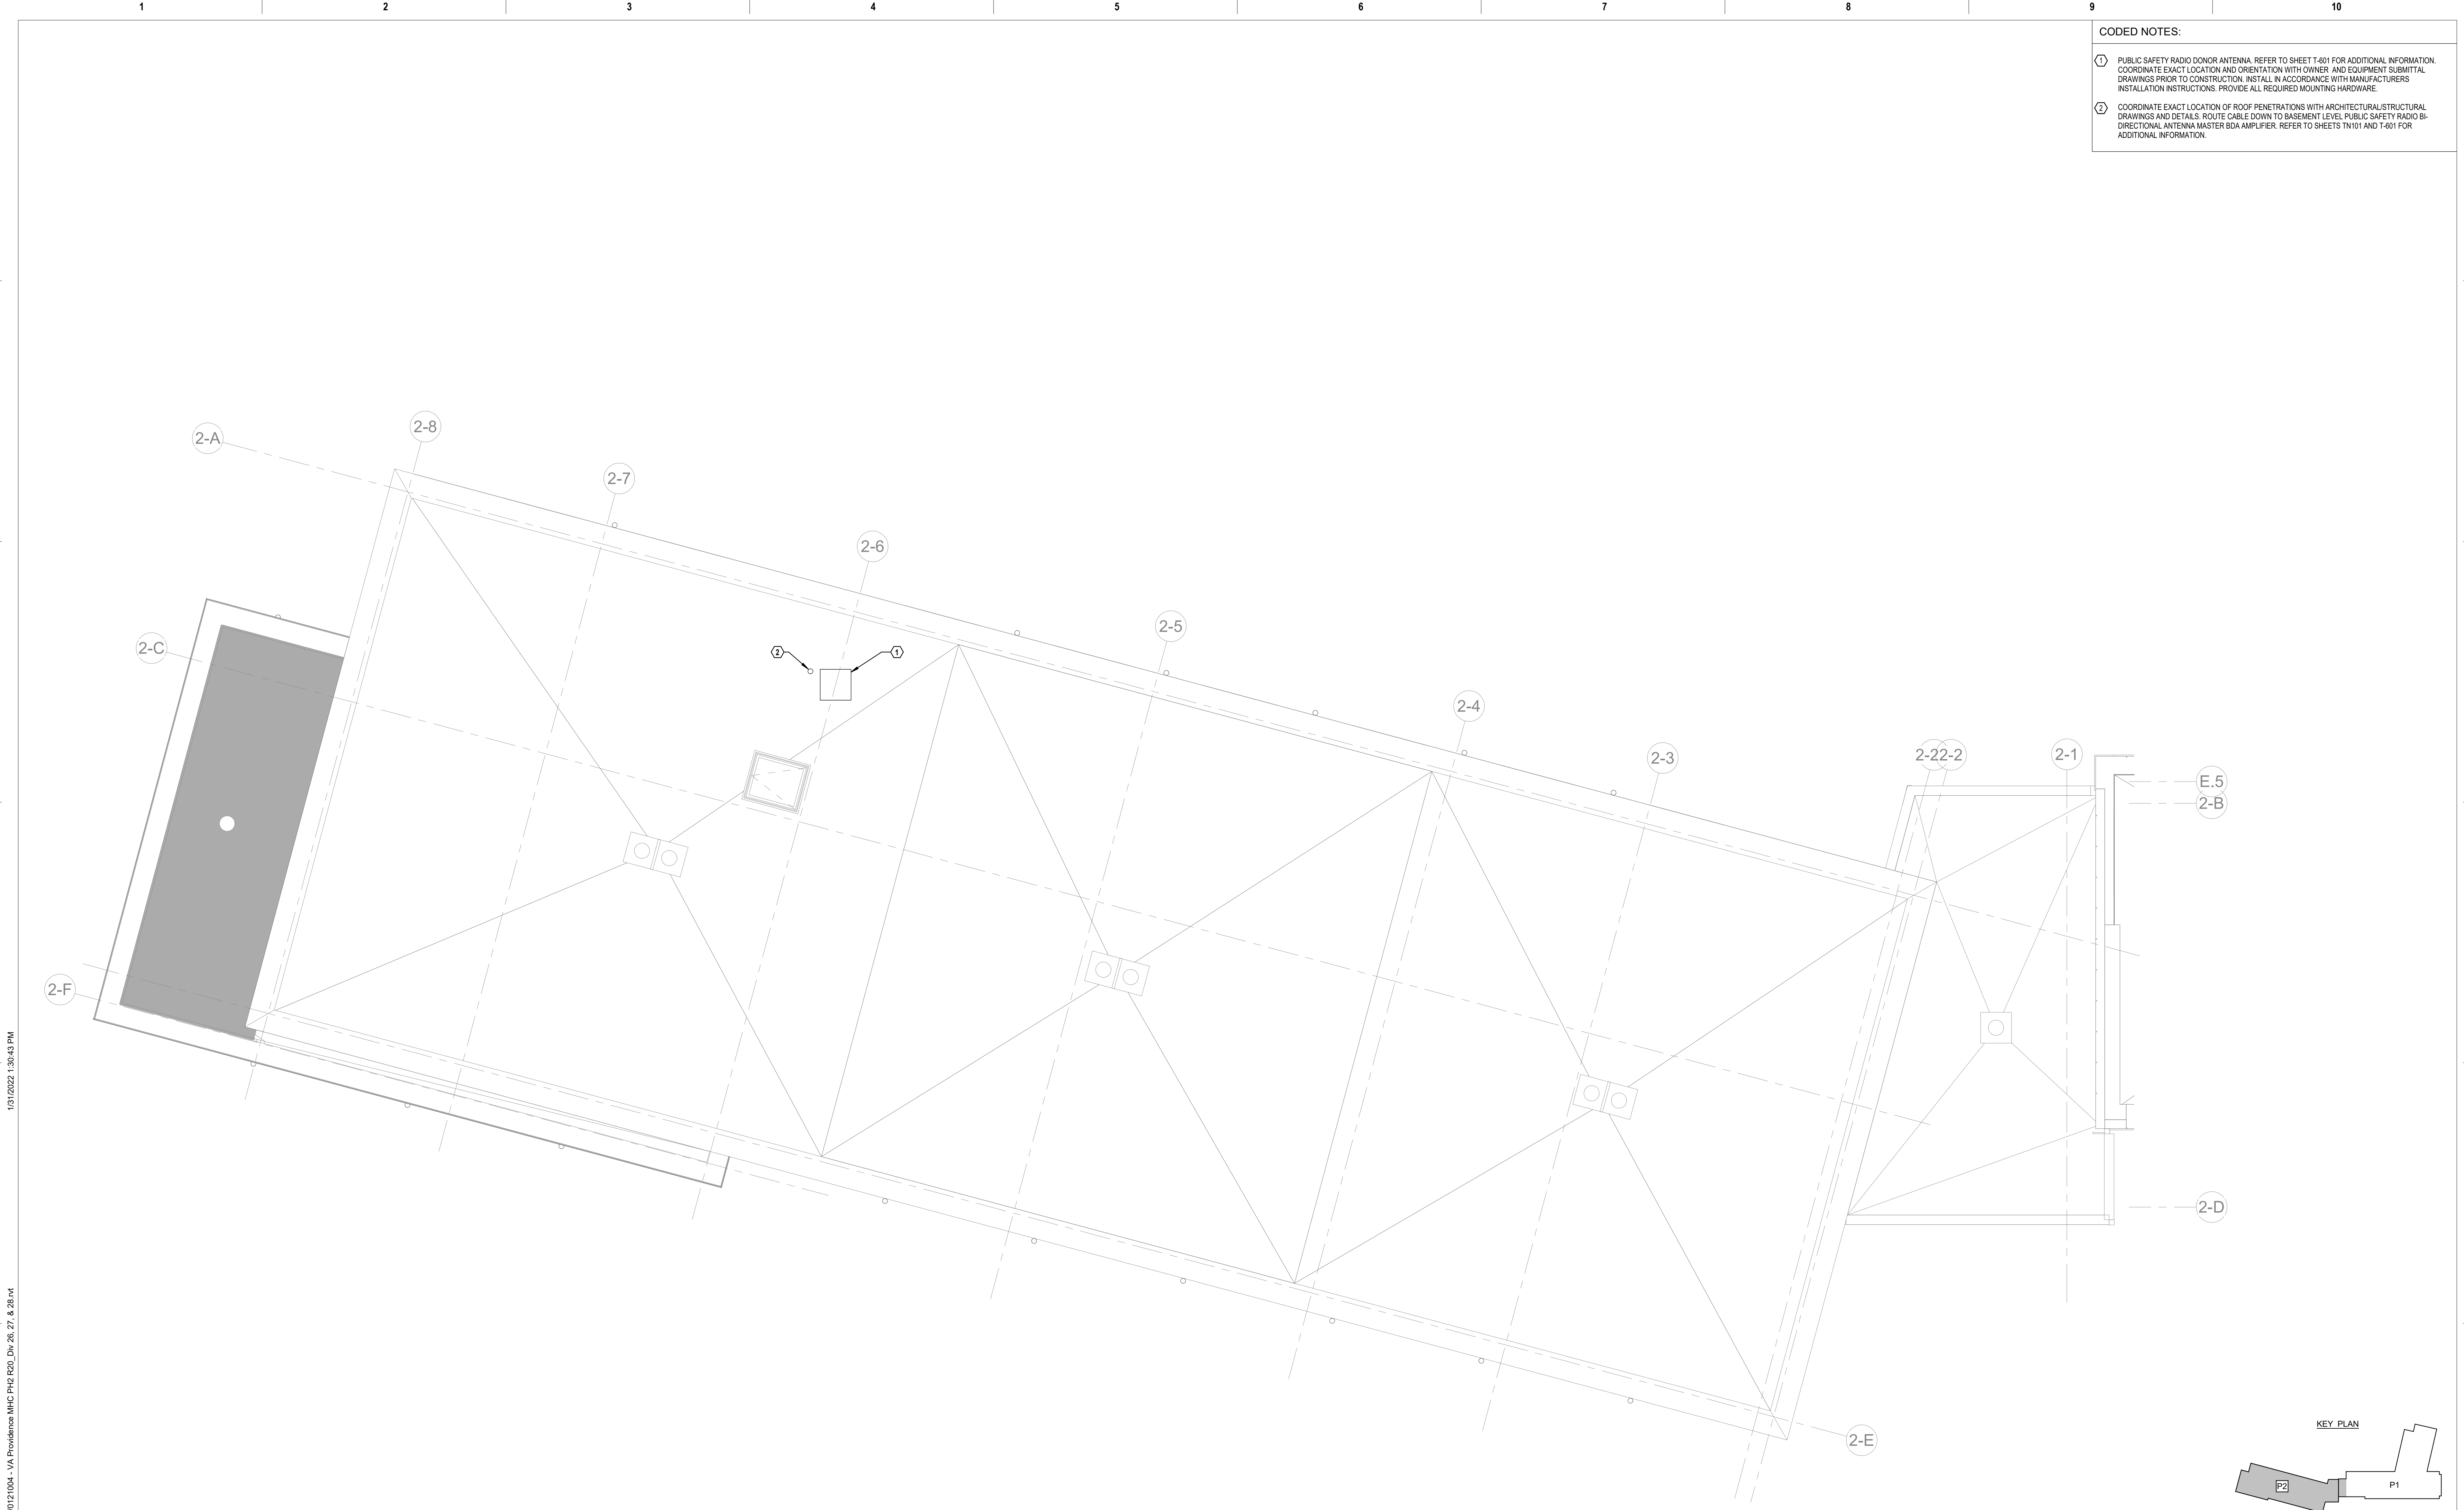 1 2 3 4 5 6 7 8 9 10
CODED NOTES:
1 PUBLIC SAFETY RADIO DONOR ANTENNA. REFER TO SHEET T-601 FOR ADDITIONAL INFORMATION.
COORDINATE EXACT LOCATION AND ORIENTATION WITH OWNER AND EQUIPMENT SUBMITTAL
DRAWINGS PRIOR TO CONSTRUCTION. INSTALL IN ACCORDANCE WITH MANUFACTURERS
INSTALLATION INSTRUCTIONS. PROVIDE ALL REQUIRED MOUNTING HARDWARE.
2 COORDINATE EXACT LOCATION OF ROOF PENETRATIONS WITH ARCHITECTURAL/STRUCTURAL
DRAWINGS AND DETAILS. ROUTE CABLE DOWN TO BASEMENT LEVEL PUBLIC SAFETY RADIO BI-
DIRECTIONAL ANTENNA MASTER BDA AMPLIFIER. REFER TO SHEETS TN101 AND T-601 FOR
ADDITIONAL INFORMATION.
2-A
2-8
2-7
2-6
2-5
2-C
2
1
2-4
2-3
2-2
2-2
2-1
E.5
2-B
2-F
2-D
2-E
KEY PLAN
P2
P1
1/31/2022 1:30:43 PM
0121004 - VA Providence MHC PH2 R20_Div 26, 27, & 28.rvt